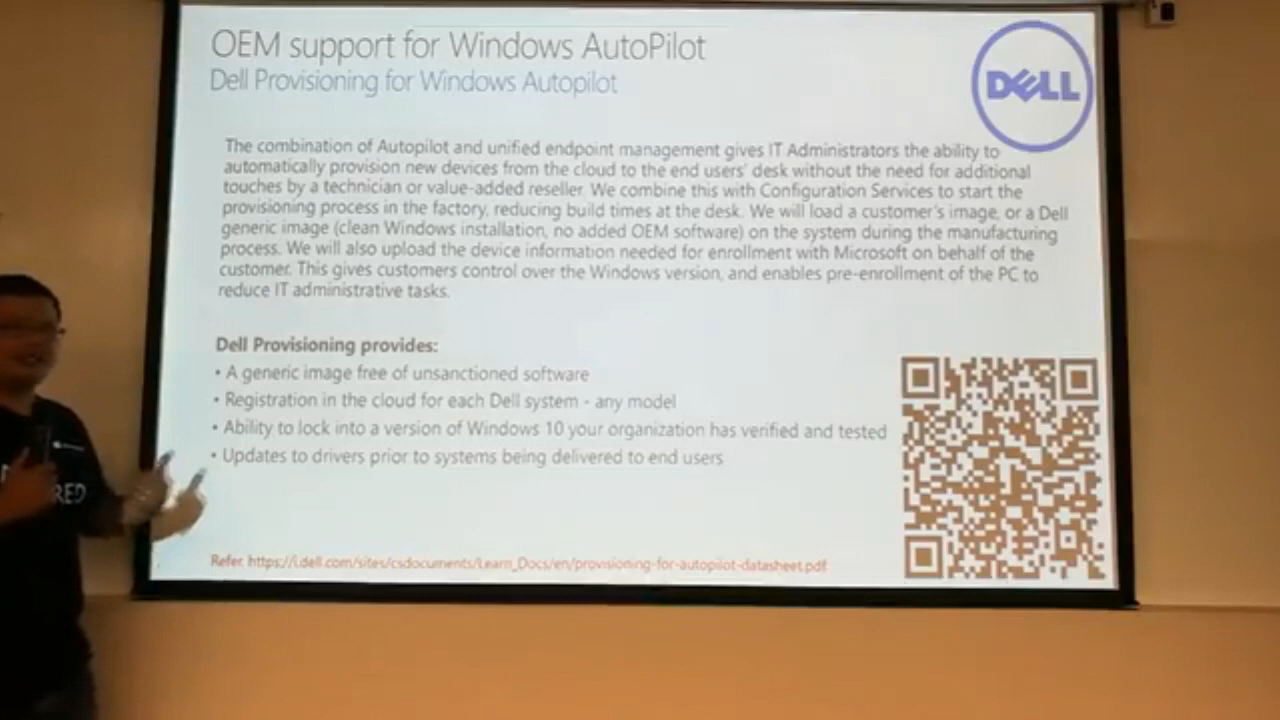 OEM support for Windows AutoPilot
Dell Provisioning for Windows Autopilot
DELL
The combination of Autopilot and unified endpoint management gives IT Administrators the ability to
automatically provision new devices from the cloud to the end users' desk without the need for additional
touches by a technician or value-added reseller. We combine this with Configuration Services to start the
provisioning process in the factory, reducing build times at the desk. We will load a customer's image, or a Dell
generic image (clean Windows installation, no added OEM software) on the system during the manufacturing
process. We will also upload the device information needed for enrollment with Microsoft on behalf of the
customer. This gives customers control over the Windows version, and enables pre-enrollment of the PC to
reduce IT administrative tasks.
Dell Provisioning provides:
• A generic image free of unsanctioned software
• Registration in the cloud for each Dell system - any model
• Ability to lock into a version of Windows 10 your organization has verified and tested
• Updates to drivers prior to systems being delivered to end users
Refer. https://i.dell.com/sites/csdocuments/Learn_Docs/en/provisioning-for-autopilot-datasheet.pdf
RED